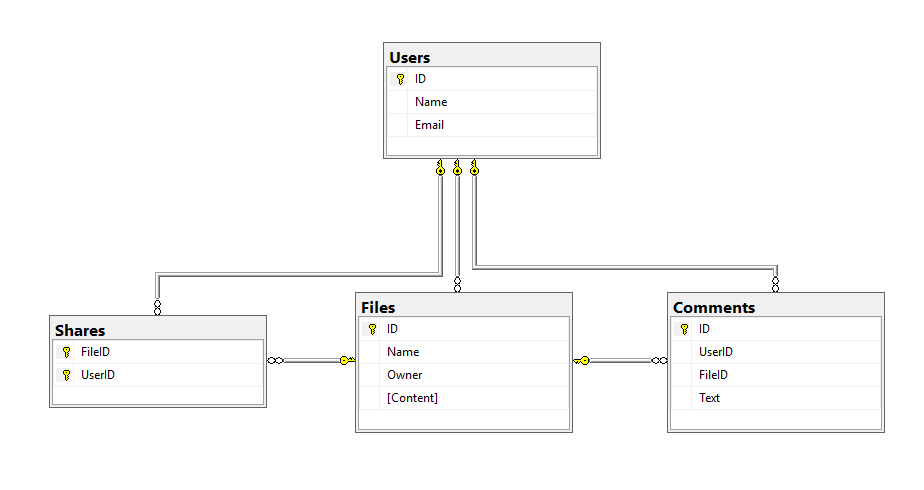 Users
ID
Name
Email
Shares
FileID
UserID
Files
ID
Name
Owner
[Content]
Comments
ID
UserID
FileID
Text